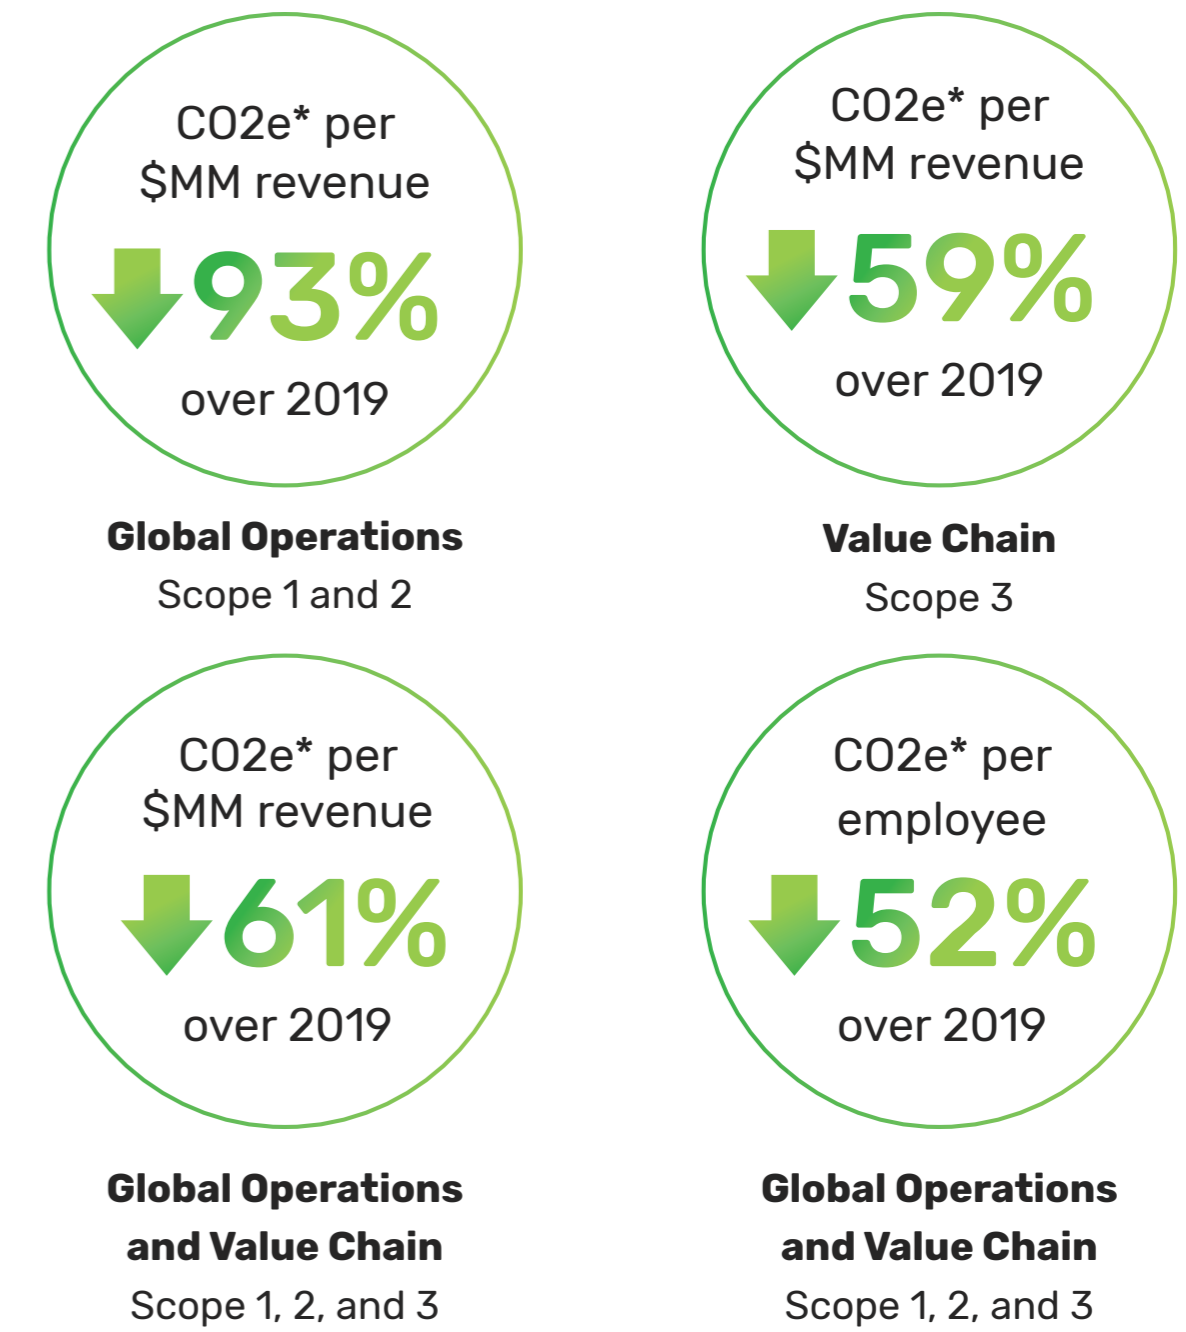 CO2e* per
$MM revenue
93%
over 2019
Global Operations
Scope 1 and 2
CO2e* per
$MM revenue
59%
over 2019
Value Chain
Scope 3
CO2e* per
$MM revenue
61%
over 2019
Global Operations
and Value Chain
Scope 1, 2, and 3
CO2e* per
employee
52%
over 2019
Global Operations
and Value Chain
Scope 1, 2, and 3